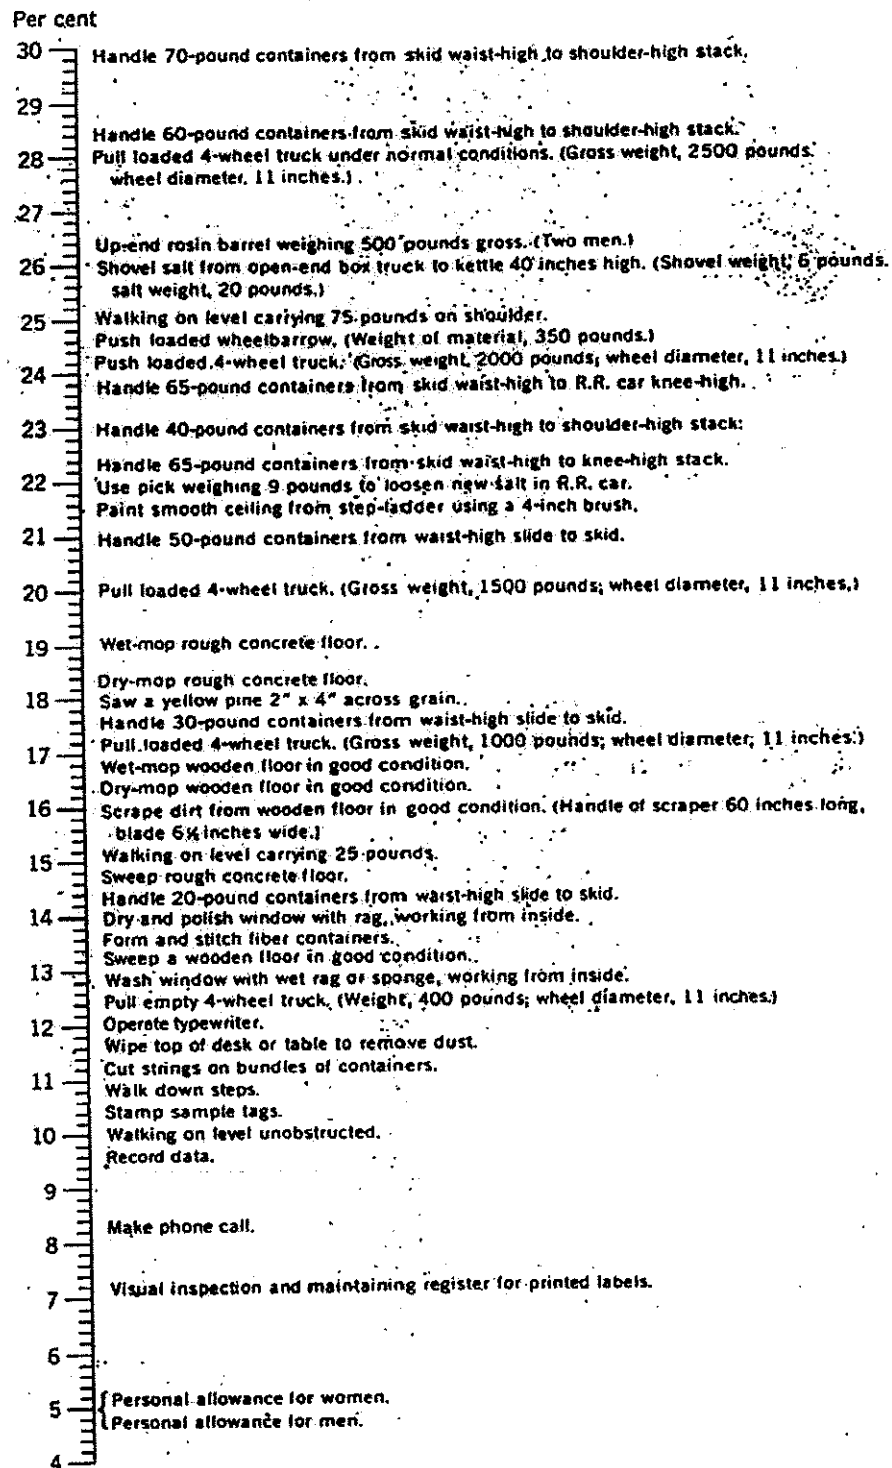 Per cent
30 Handle 70-pound containers from skid waist-high to shoulder-high stack.
29
Handle 60-pound containers from skid waist-high to shoulder-high stack.
28 Pull loaded 4-wheel truck under normal conditions. (Gross weight, 2500 pounds.
wheel diameter, 11 inches.)
27
Up-end rosin barrel weighing 500 pounds gross. (Two men.)
26 Shovel salt from open-end box truck to kettle 40 inches high. (Shovel weight, 6 pounds.
salt weight, 20 pounds.)
25 Walking on level carrying 75 pounds on shoulder.
Push loaded wheelbarrow. (Weight of material, 350 pounds.)
Push loaded 4-wheel truck. (Gross weight, 2000 pounds; wheel diameter, 11 inches.)
24 Handle 65-pound containers from skid waist-high to R.R. car knee-high.
23 Handle 40-pound containers from skid waist-high to shoulder-high stack.
Handle 65-pound containers from skid waist-high to knee-high stack.
22 Use pick weighing 9 pounds to loosen new salt in R.R. car.
Paint smooth ceiling from step-ladder using a 4-inch brush.
21 Handle 50-pound containers from waist-high slide to skid.
20 Pull loaded 4-wheel truck. (Gross weight, 1500 pounds; wheel diameter, 11 inches.)
19 Wet-mop rough concrete floor.
Dry-mop rough concrete floor.
18 Saw a yellow pine 2" x 4" across grain.
Handle 30-pound containers from waist-high slide to skid.
17 Pull loaded 4-wheel truck. (Gross weight, 1000 pounds; wheel diameter, 11 inches.)
Wet-mop wooden floor in good condition.
Dry-mop wooden floor in good condition.
16 Scrape dirt from wooden floor in good condition. (Handle of scraper 60 inches long,
blade 6½ inches wide.)
15 Walking on level carrying 25 pounds.
Sweep rough concrete floor.
Handle 20-pound containers from waist-high slide to skid.
14 Dry and polish window with rag, working from inside.
Form and stitch fiber containers.
Sweep a wooden floor in good condition.
13 Wash window with wet rag or sponge, working from inside.
Pull empty 4-wheel truck. (Weight, 400 pounds; wheel diameter, 11 inches.)
12 Operate typewriter.
Wipe top of desk or table to remove dust.
Cut strings on bundles of containers.
11 Walk down steps.
Stamp sample tags.
10 Walking on level unobstructed.
Record data.
9
Make phone call.
8
Visual inspection and maintaining register for printed labels.
7
6
Personal allowance for women.
5
Personal allowance for men.
4